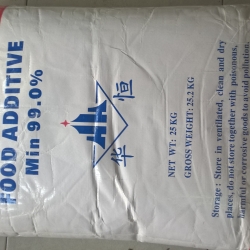 FOOD ADDITIVE
Min 99.0%
华恒
NET WT: 25 KG
GROSS WEIGHT: 25.2 KG
Storage: Store in ventilated, clean and dry
places, do not store together with poisonous,
harmful or corrosive goods to avoid pollution